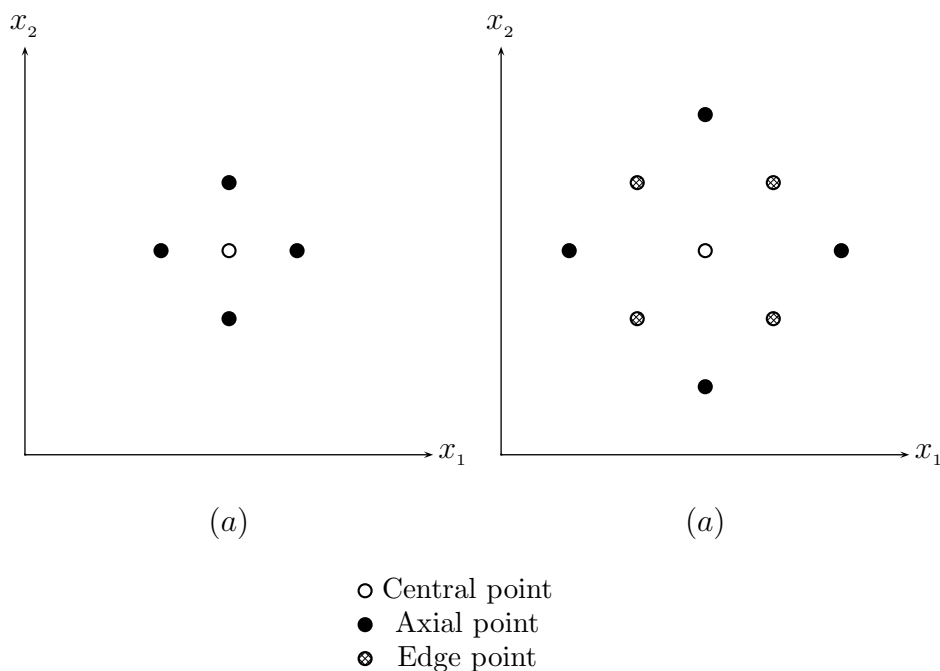 x₂
x₂
x₁
x₁
(a)
(a)
Central point
Axial point
Edge point